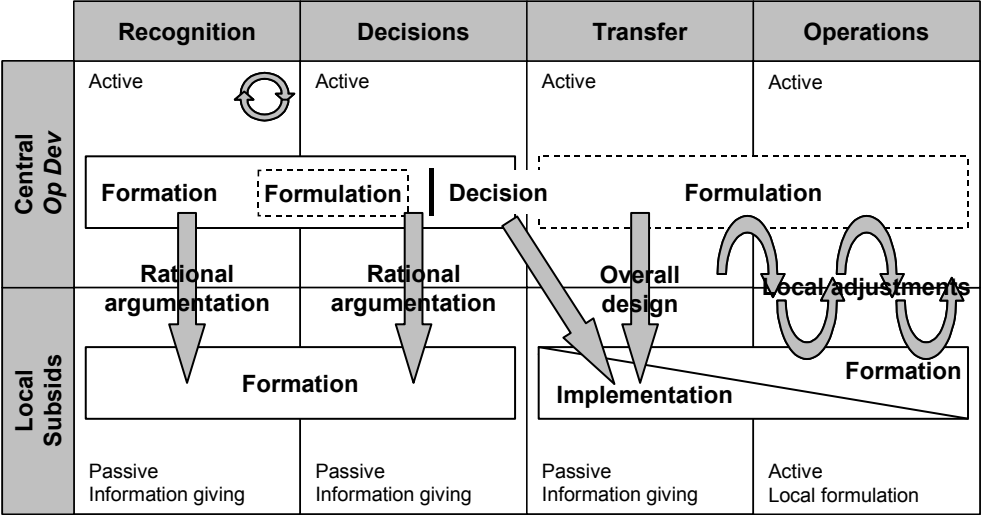 Recognition
Decisions
Transfer
Operations
Central
Op Dev
Active
Active
Active
Active
Formation
Formulation
Decision
Formulation
Rational
argumentation
Rational
argumentation
Overall
design
Local adjustments
Local
Subsids
Formation
Implementation
Formation
Passive
Information giving
Passive
Information giving
Passive
Information giving
Active
Local formulation